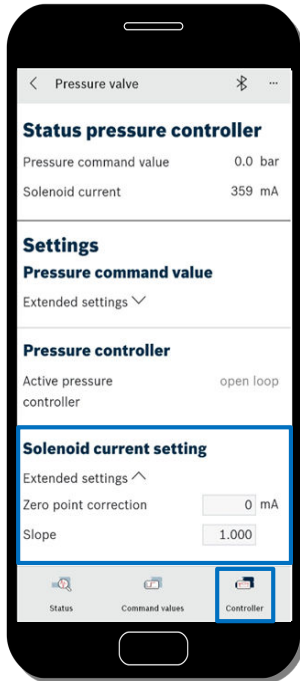 Pressure valve
Status pressure controller
Pressure command value 0.0 bar
Solenoid current 359 mA
Settings
Pressure command value
Extended settings
Pressure controller
Active pressure open loop
controller
Solenoid current setting
Extended settings
Zero point correction 0 mA
Slope 1.000
Status Command values Controller